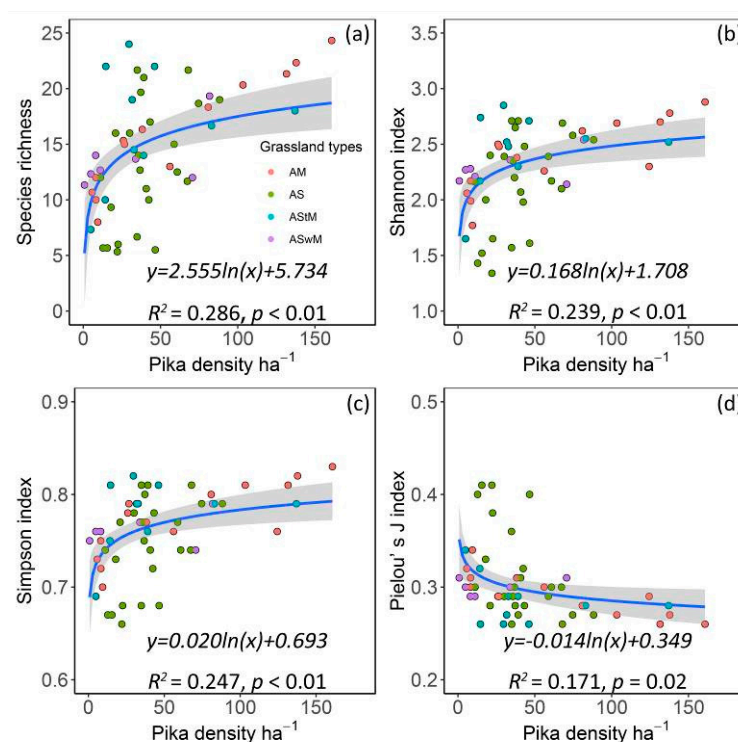 (a)
Species richness
25
20
15
10
5
0
Grassland types
AM
AS
AStM
ASwM
y=2.555ln(x)+5.734
R² = 0.286, p < 0.01
0 50 100 150
Pika density ha⁻¹
(b)
Shannon index
3.5
3.0
2.5
2.0
1.5
1.0
y=0.168ln(x)+1.708
R² = 0.239, p < 0.01
0 50 100 150
Pika density ha⁻¹
(c)
Simpson index
0.9
0.8
0.7
0.6
y=0.020ln(x)+0.693
R² = 0.247, p < 0.01
0 50 100 150
Pika density ha⁻¹
(d)
Pielou' s J index
0.5
0.4
0.3
0.2
y=-0.014ln(x)+0.349
R² = 0.171, p = 0.02
0 50 100 150
Pika density ha⁻¹